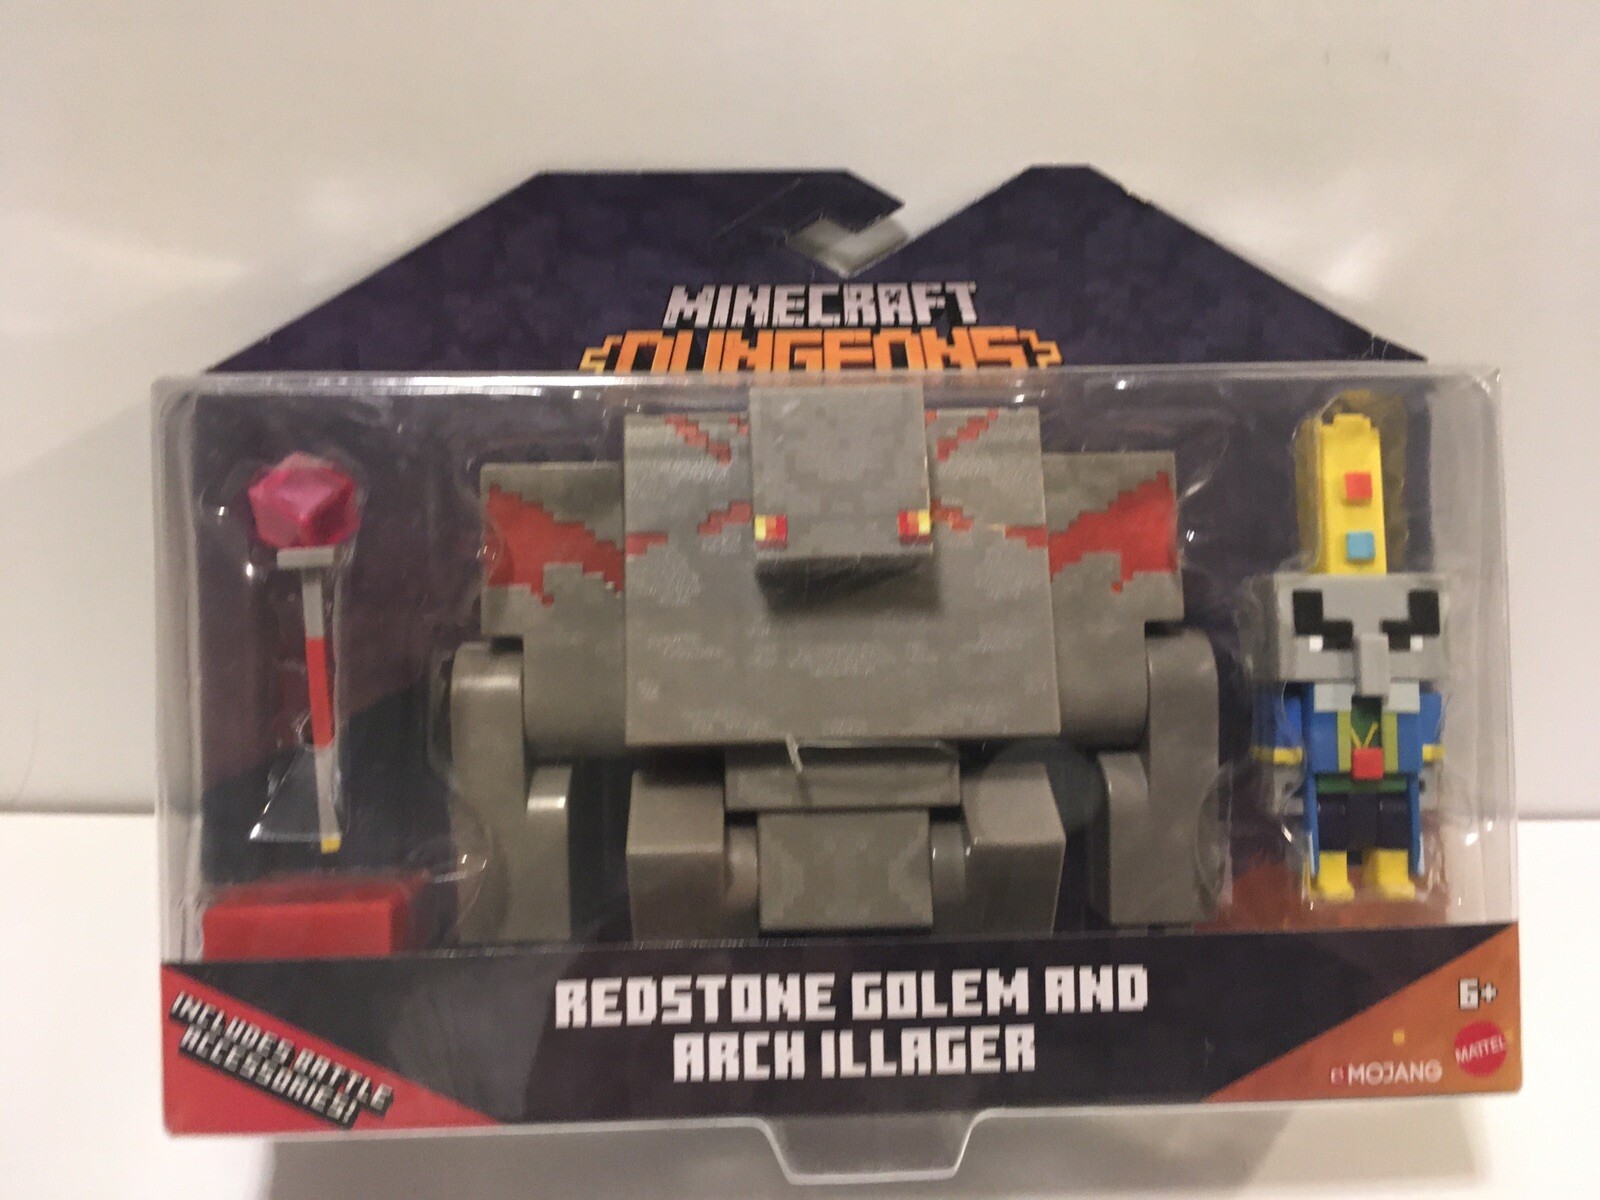 MINECRAFT
DUNGEONS
REDSTONE GOLEM AND
ARCH ILLAGER
INCLUDES BATTLE
ACCESSORIES!
6+
MOJANG
MATTEL